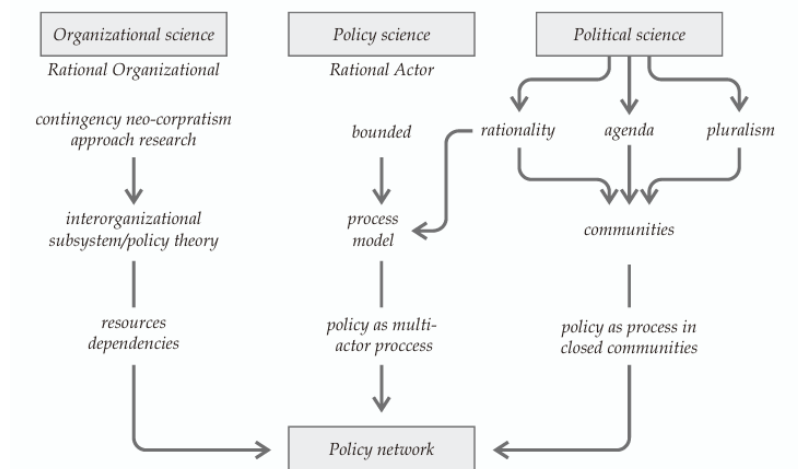 Organizational science
Policy science
Political science
Rational Organizational
Rational Actor
contingency neo-corpratism
approach research
bounded
rationality
agenda
pluralism
interorganizational
subsystem/policy theory
process
model
communities
resources
dependencies
policy as multi-
actor proccess
policy as process in
closed communities
Policy network